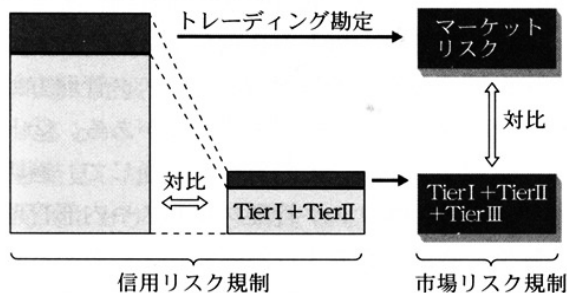 トレーディング勘定
マーケット
リスク
対比
対比
TierⅠ+TierⅡ
TierⅠ+TierⅡ
+TierⅢ
信用リスク規制
市場リスク規制